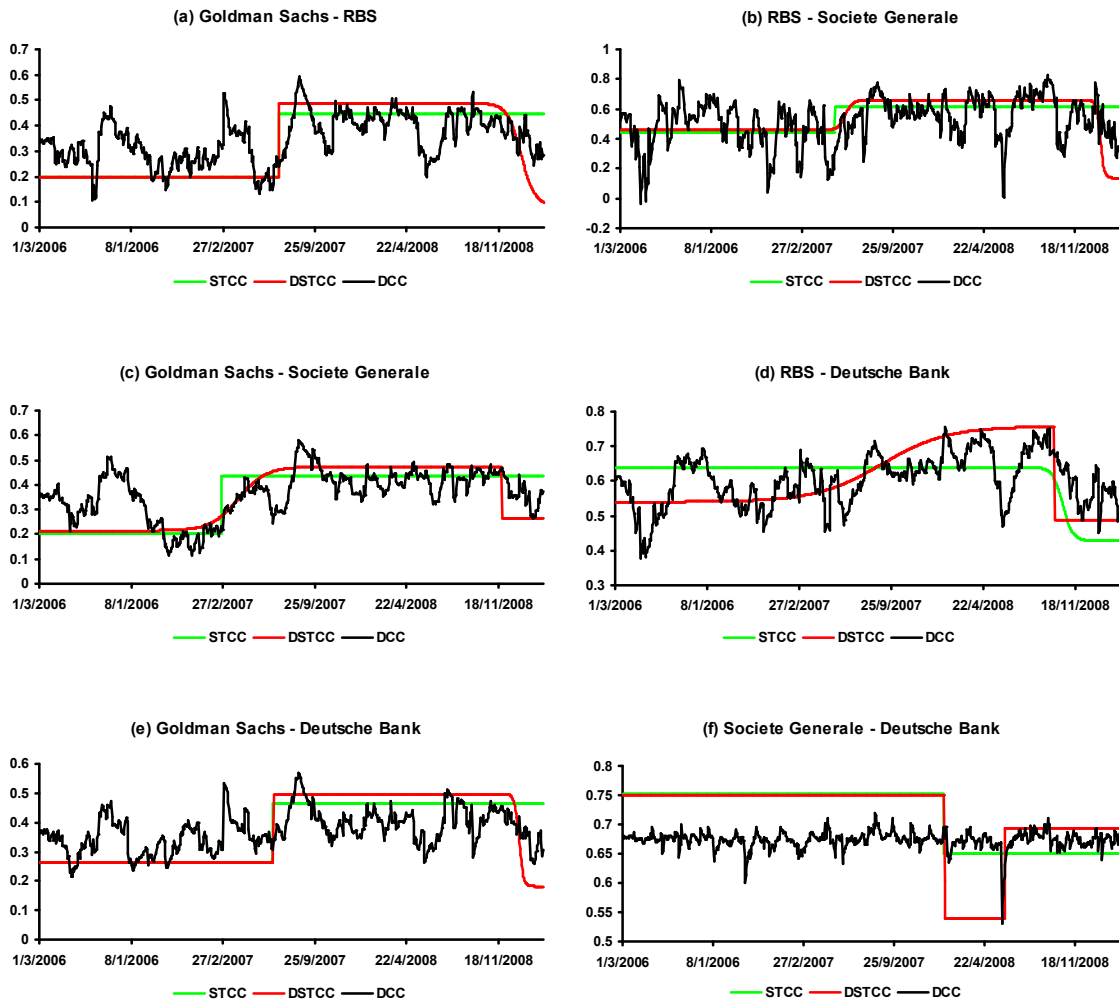 (a) Goldman Sachs - RBS
0.7
0.6
0.5
0.4
0.3
0.2
0.1
0
1/3/2006 8/1/2006 27/2/2007 25/9/2007 22/4/2008 18/11/2008
STCC DSTCC DCC
(b) RBS - Societe Generale
1
0.8
0.6
0.4
0.2
0
-0.2
1/3/2006 8/1/2006 27/2/2007 25/9/2007 22/4/2008 18/11/2008
STCC DSTCC DCC
(c) Goldman Sachs - Societe Generale
0.7
0.6
0.5
0.4
0.3
0.2
0.1
0
1/3/2006 8/1/2006 27/2/2007 25/9/2007 22/4/2008 18/11/2008
STCC DSTCC DCC
(d) RBS - Deutsche Bank
0.8
0.7
0.6
0.5
0.4
0.3
1/3/2006 8/1/2006 27/2/2007 25/9/2007 22/4/2008 18/11/2008
STCC DSTCC DCC
(e) Goldman Sachs - Deutsche Bank
0.6
0.5
0.4
0.3
0.2
0.1
0
1/3/2006 8/1/2006 27/2/2007 25/9/2007 22/4/2008 18/11/2008
STCC DSTCC DCC
(f) Societe Generale - Deutsche Bank
0.8
0.75
0.7
0.65
0.6
0.55
0.5
1/3/2006 8/1/2006 27/2/2007 25/9/2007 22/4/2008 18/11/2008
STCC DSTCC DCC